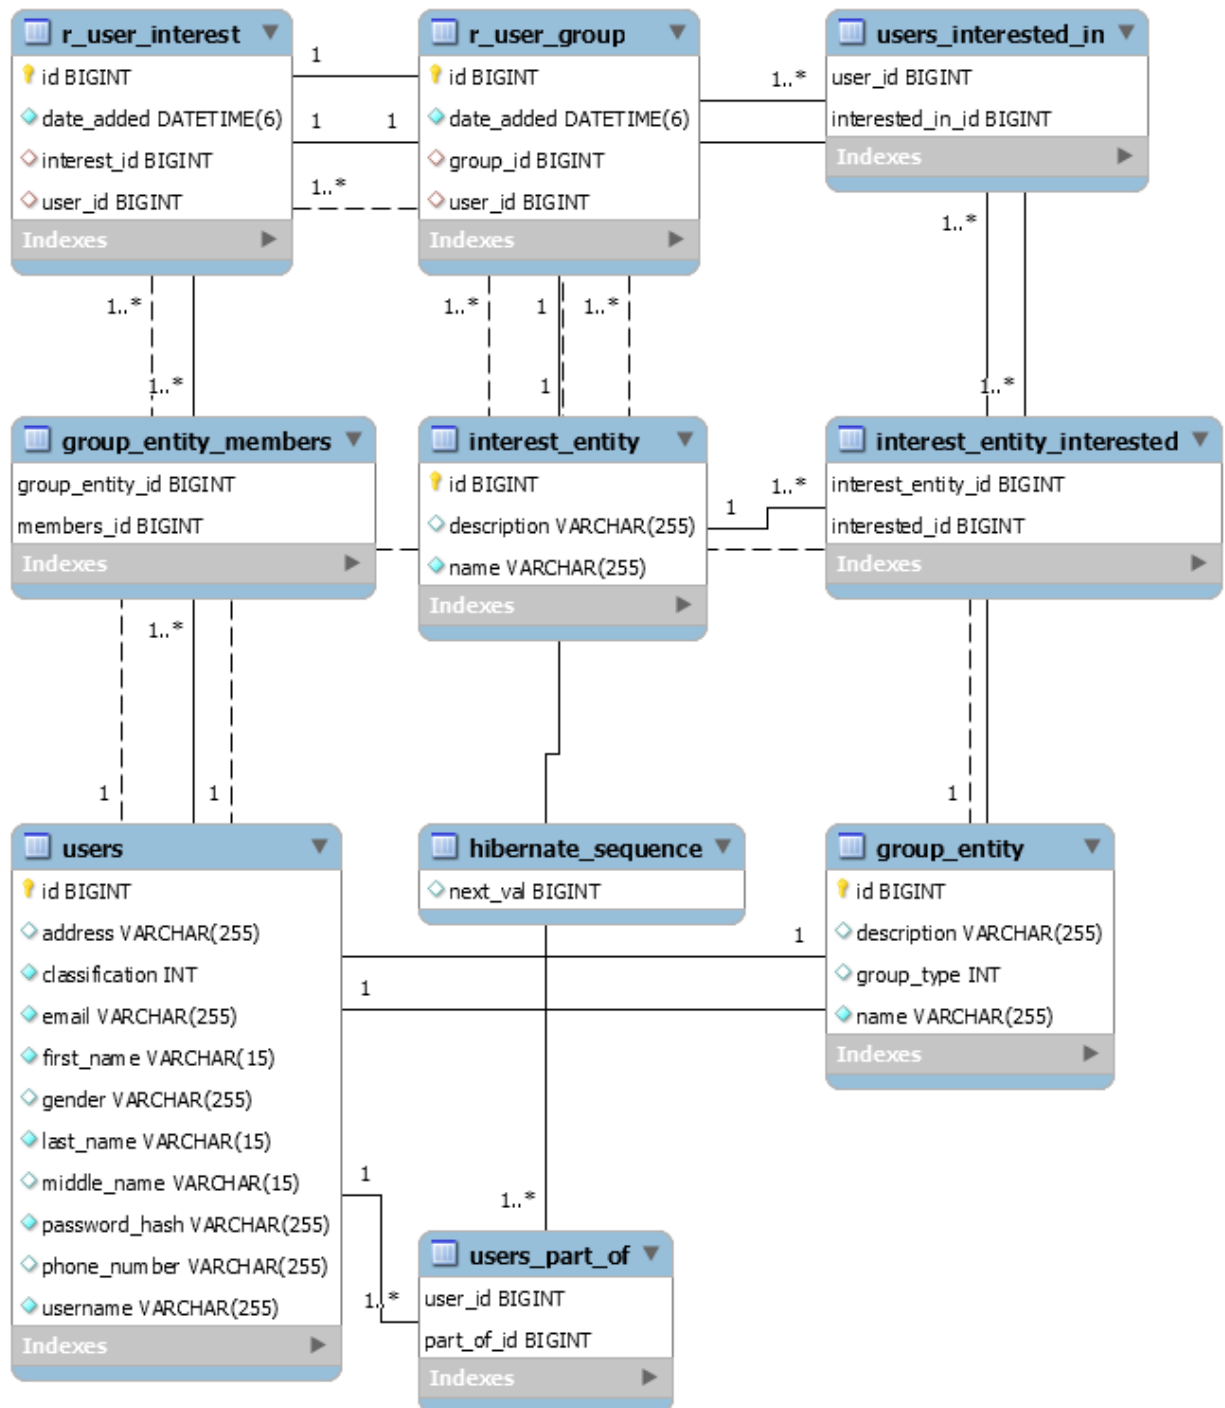 r_user_interest
id BIGINT
date_added DATETIME(6)
interest_id BIGINT
user_id BIGINT
Indexes
1
1
1
1..*
r_user_group
id BIGINT
date_added DATETIME(6)
group_id BIGINT
user_id BIGINT
Indexes
1..*
users_interested_in
user_id BIGINT
interested_in_id BIGINT
Indexes
1..*
1..*
1..*
1
1..*
1..*
1
1..*
group_entity_members
group_entity_id BIGINT
members_id BIGINT
Indexes
interest_entity
id BIGINT
description VARCHAR(255)
name VARCHAR(255)
Indexes
1
1..*
interest_entity_interested
interest_entity_id BIGINT
interested_id BIGINT
Indexes
1..*
1
1
1
users
id BIGINT
address VARCHAR(255)
classification INT
email VARCHAR(255)
first_name VARCHAR(15)
gender VARCHAR(255)
last_name VARCHAR(15)
middle_name VARCHAR(15)
password_hash VARCHAR(255)
phone_number VARCHAR(255)
username VARCHAR(255)
Indexes
hibernate_sequence
next_val BIGINT
group_entity
id BIGINT
description VARCHAR(255)
group_type INT
name VARCHAR(255)
Indexes
1
1
1
1..*
1..*
users_part_of
user_id BIGINT
part_of_id BIGINT
Indexes